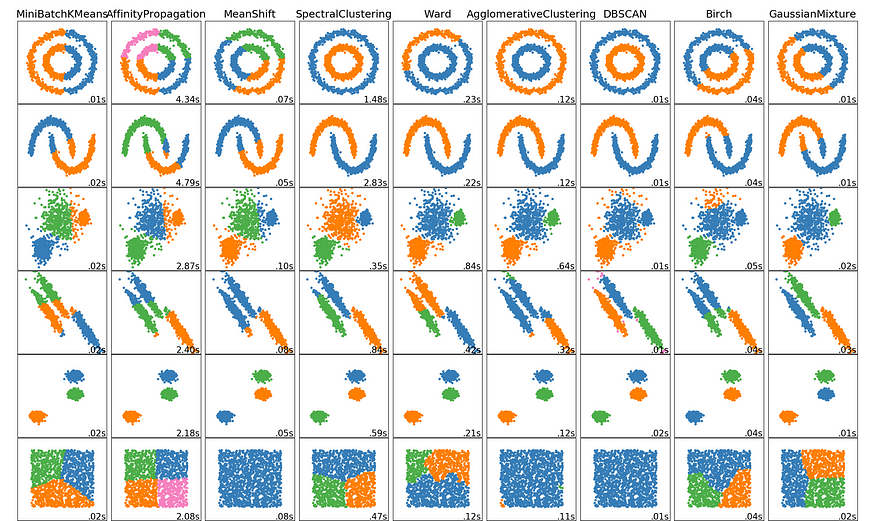 MiniBatchKMeans AffinityPropagation MeanShift SpectralClustering Ward AgglomerativeClustering DBSCAN Birch GaussianMixture
.01s 4.34s .07s 1.48s .23s .12s .01s .04s .01s
.02s 4.79s .05s 2.83s .22s .12s .01s .04s .01s
.02s 2.87s .10s .35s .84s .64s .01s .05s .02s
.02s 2.40s .08s .84s .42s .32s .01s .04s .03s
.02s 2.18s .05s .59s .21s .12s .02s .04s .01s
.02s 2.08s .08s .47s .12s .11s .01s .04s .02s